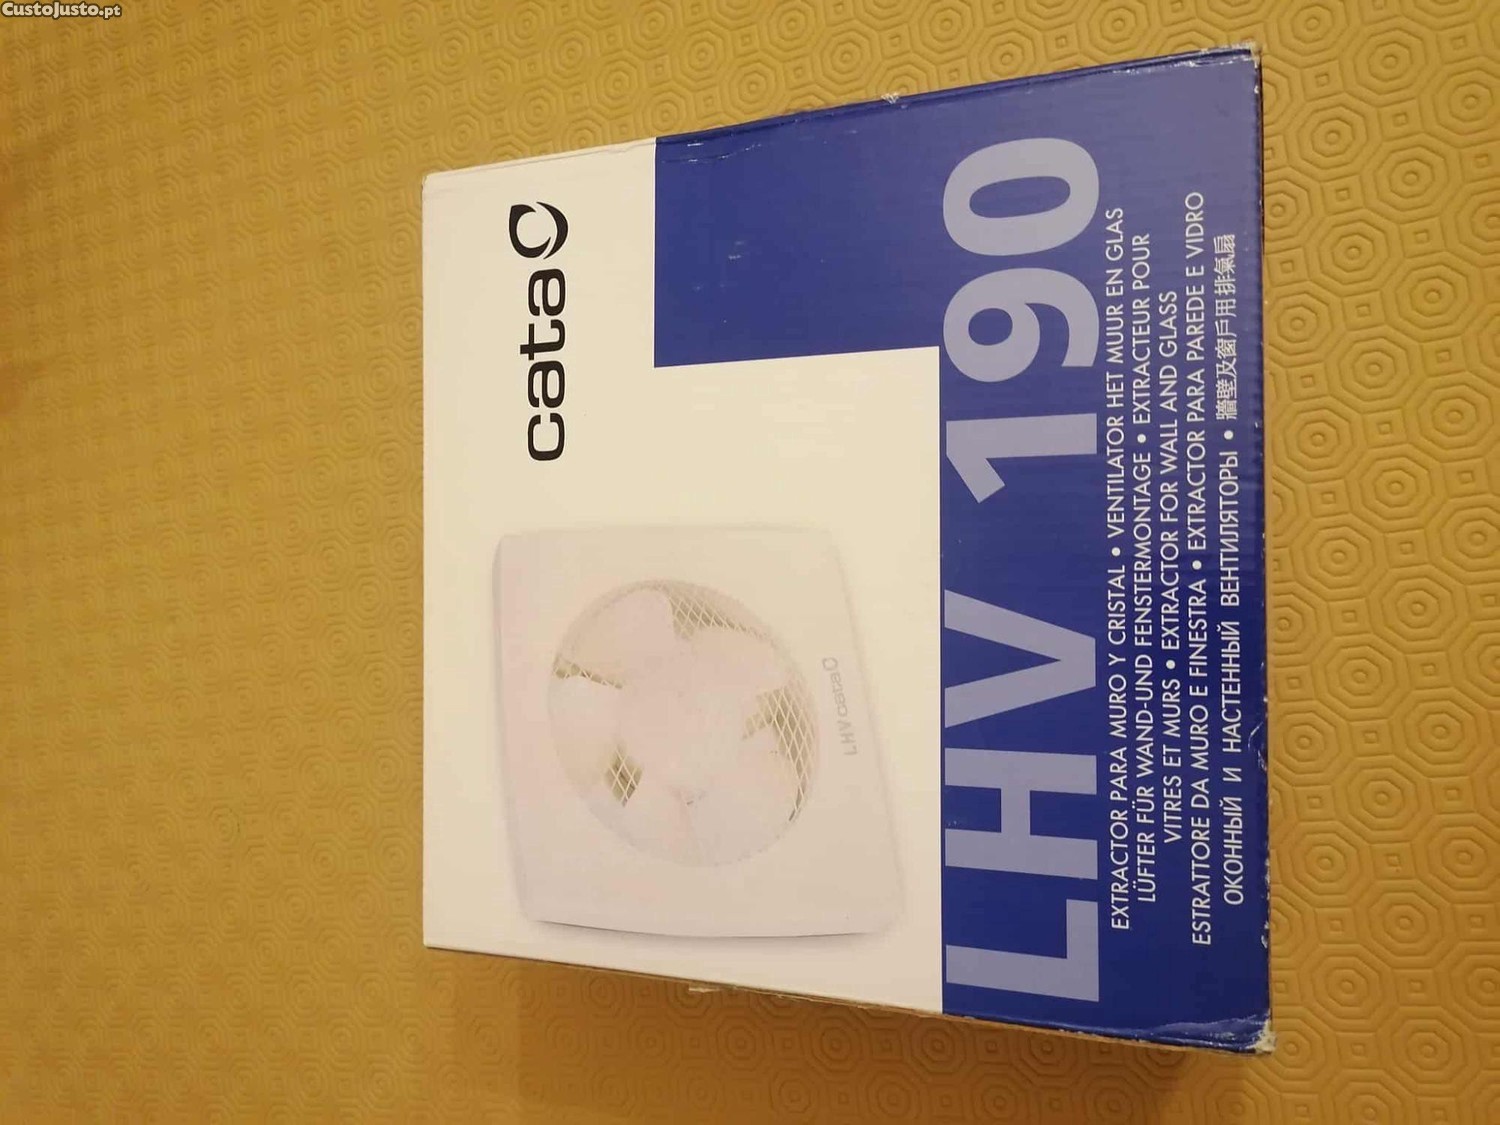 CustoJusto.pt
cata
LHV cata
LHV 190
EXTRACTOR PARA MURO Y CRISTAL • VENTILATOR HET MUUR EN GLAS
LÜFTER FÜR WAND-UND FENSTERMONTAGE • EXTRACTEUR POUR
VITRES ET MURS • EXTRACTOR FOR WALL AND GLASS
ESTRATTORE DA MURO E FINESTRA • EXTRACTOR PARA PAREDE E VIDRO
ОКОННЫЙ И НАСТЕННЫЙ ВЕНТИЛЯТОРЫ • 牆壁及窗戶用排氣扇